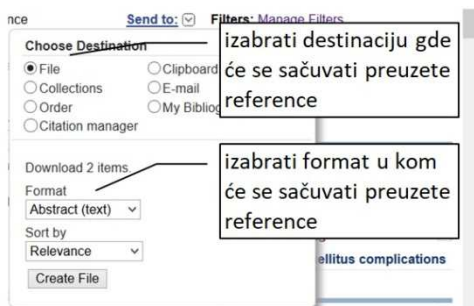 nce Send to: Filters: Manage Filters
Choose Destination
File Clipboard
Collections E-mail
Order My Bibliog
Citation manager
izabrati destinaciju gde
će se sačuvati preuzete
reference
Download 2 items.
Format
Abstract (text)
Sort by
Relevance
Create File
izabrati format u kom
će se sačuvati preuzete
reference
ellitus complications